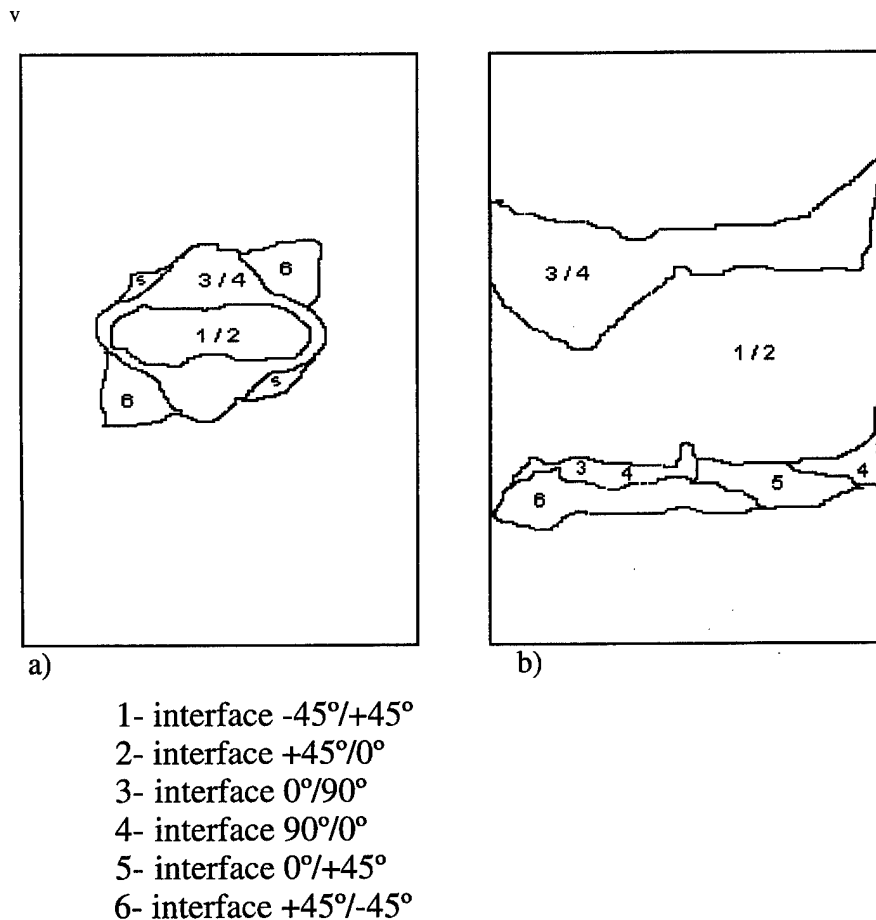 v
5
3 / 4
6
1 / 2
6
5
3 / 4
1 / 2
3
4
5
4
6
a)
b)
1- interface -45º/+45º
2- interface +45º/0º
3- interface 0º/90º
4- interface 90º/0º
5- interface 0º/+45º
6- interface +45º/-45º